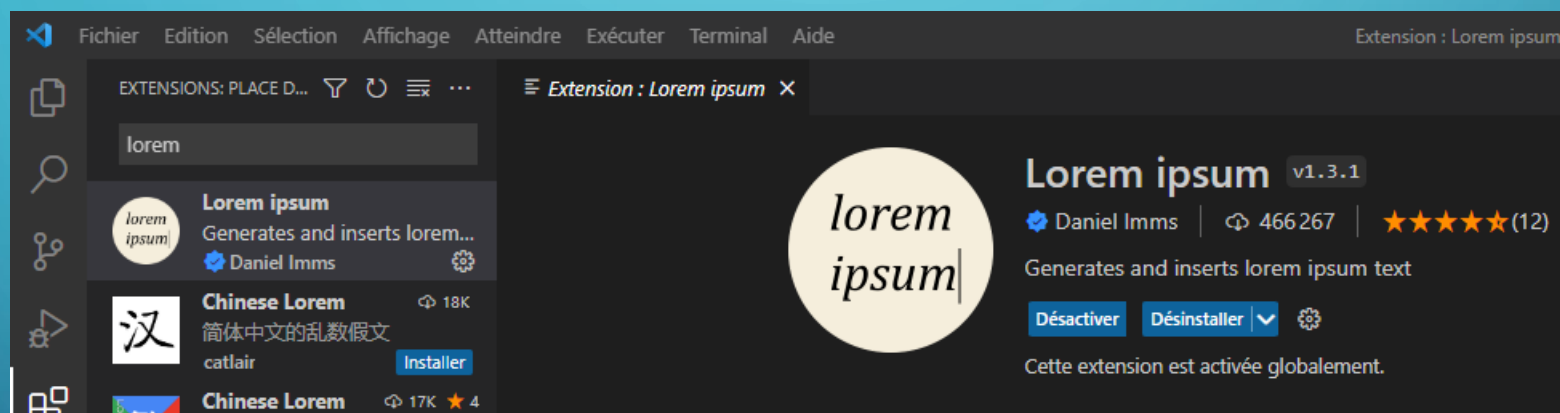 Fichier Edition Sélection Affichage Atteindre Exécuter Terminal Aide
Extension : Lorem ipsum
EXTENSIONS: PLACE D...
Extension : Lorem ipsum
lorem
lorem
ipsum
Lorem ipsum
Generates and inserts lorem...
Daniel Imms
Chinese Lorem 18K
简体中文的乱数假文
catlair
Installer
Chinese Lorem 17K 4
lorem
ipsum
Lorem ipsum v1.3.1
Daniel Imms 466 267 (12)
Generates and inserts lorem ipsum text
Désactiver Désinstaller
Cette extension est activée globalement.
汉